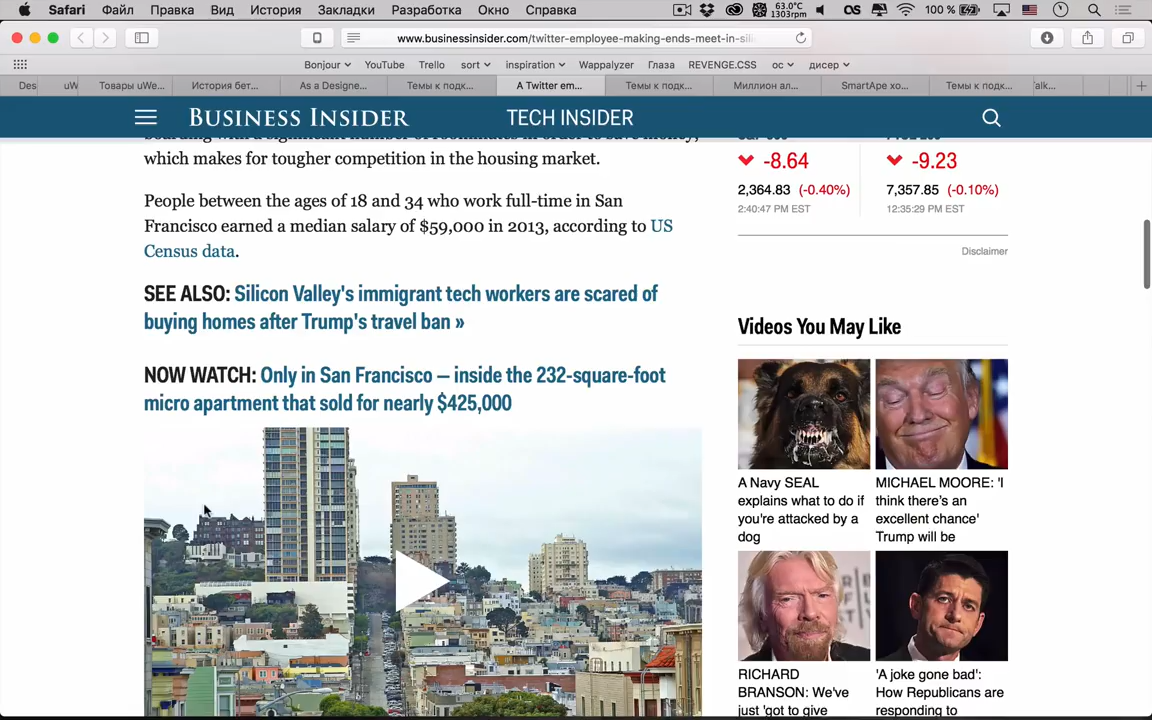 Safari Файл Правка Вид История Закладки Разработка Окно Справка 63.0°C 1303rpm 100 %
www.businessinsider.com/twitter-employee-making-ends-meet-in-sili
Bonjour YouTube Trello sort inspiration Wappalyzer Глаза REVENGE.CSS ос дисер
Des uW Товары uWe... История бет... As a Designe... Темы к подк... A Twitter em... Темы к подк... Миллион ал... SmartApe хо... Темы к подк... 'alk...
BUSINESS INSIDER TECH INSIDER
which makes for tougher competition in the housing market.
People between the ages of 18 and 34 who work full-time in San
Francisco earned a median salary of $59,000 in 2013, according to US
Census data.
SEE ALSO: Silicon Valley's immigrant tech workers are scared of
buying homes after Trump's travel ban »
NOW WATCH: Only in San Francisco — inside the 232-square-foot
micro apartment that sold for nearly $425,000
-8.64 -9.23
2,364.83 (-0.40%) 7,357.85 (-0.10%)
2:40:47 PM EST 12:35:29 PM EST
Disclaimer
Videos You May Like
A Navy SEAL
explains what to do if
you're attacked by a
dog
MICHAEL MOORE: 'I
think there's an
excellent chance'
Trump will be
RICHARD
BRANSON: We've
just 'got to give
'A joke gone bad':
How Republicans are
responding to